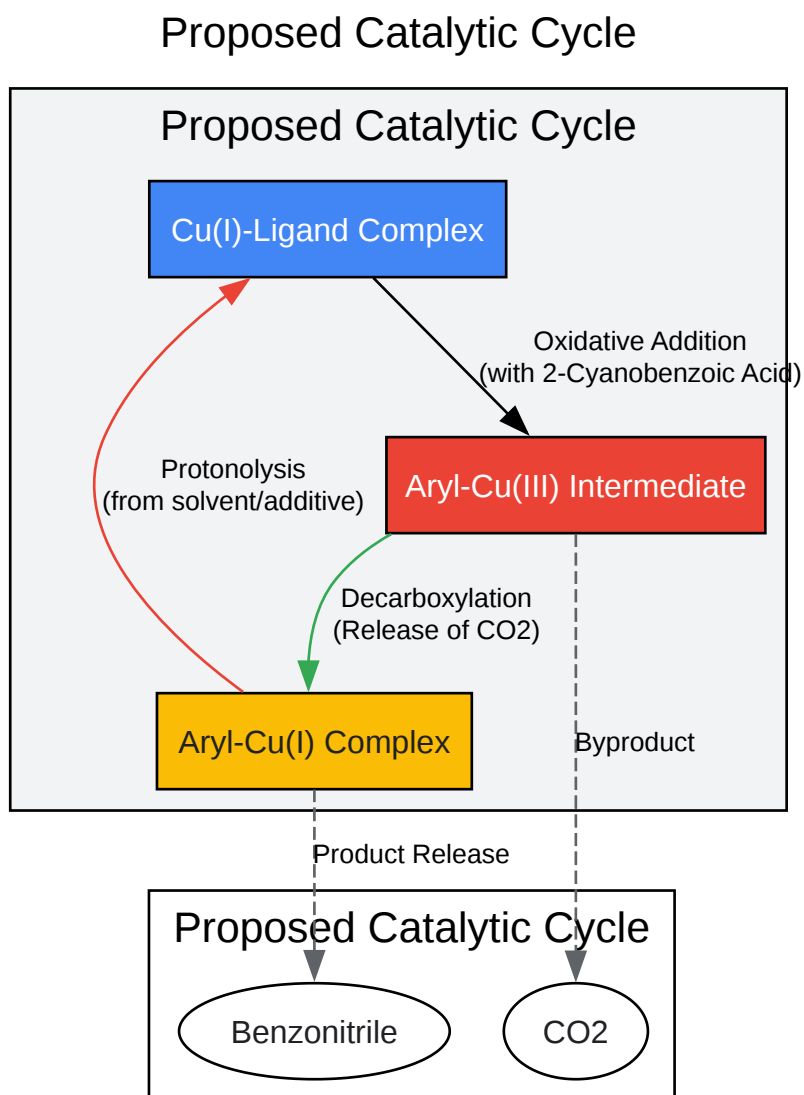 Proposed Catalytic Cycle
Proposed Catalytic Cycle
Cu(I)-Ligand Complex
Oxidative Addition
(with 2-Cyanobenzoic Acid)
Aryl-Cu(III) Intermediate
Protonolysis
(from solvent/additive)
Decarboxylation
(Release of CO2)
Aryl-Cu(I) Complex
Byproduct
Product Release
Proposed Catalytic Cycle
Benzonitrile
CO2